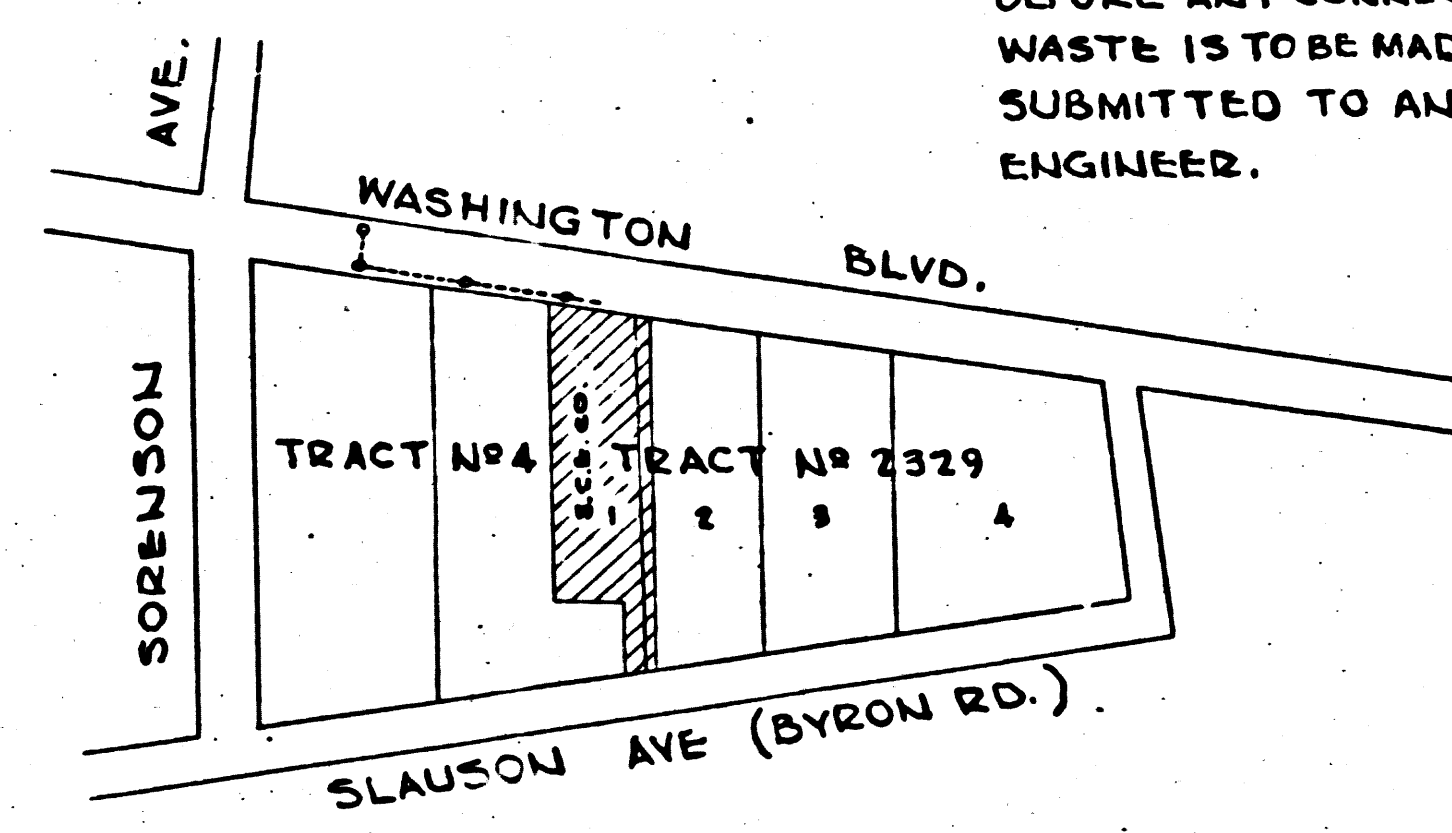 WASTE IS TO BE MAD
SUBMITTED TO AN
ENGINEER.
SORENSON AVE.
WASHINGTON BLVD.
TRACT Nº 4
TRACT Nº 2329
1
2
3
4
SLAUSON AVE (BYRON RD.)